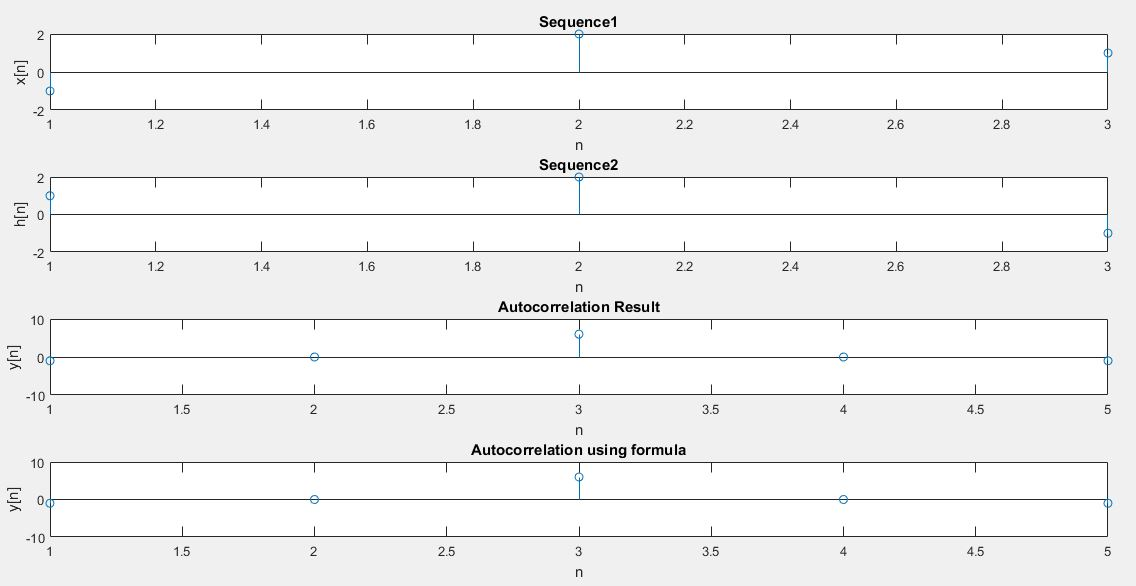 Sequence1
2
0
-2
x[n]
1 1.2 1.4 1.6 1.8 2 2.2 2.4 2.6 2.8 3
n
Sequence2
2
0
-2
h[n]
1 1.2 1.4 1.6 1.8 2 2.2 2.4 2.6 2.8 3
n
Autocorrelation Result
10
0
-10
y[n]
1 1.5 2 2.5 3 3.5 4 4.5 5
n
Autocorrelation using formula
10
0
-10
y[n]
1 1.5 2 2.5 3 3.5 4 4.5 5
n